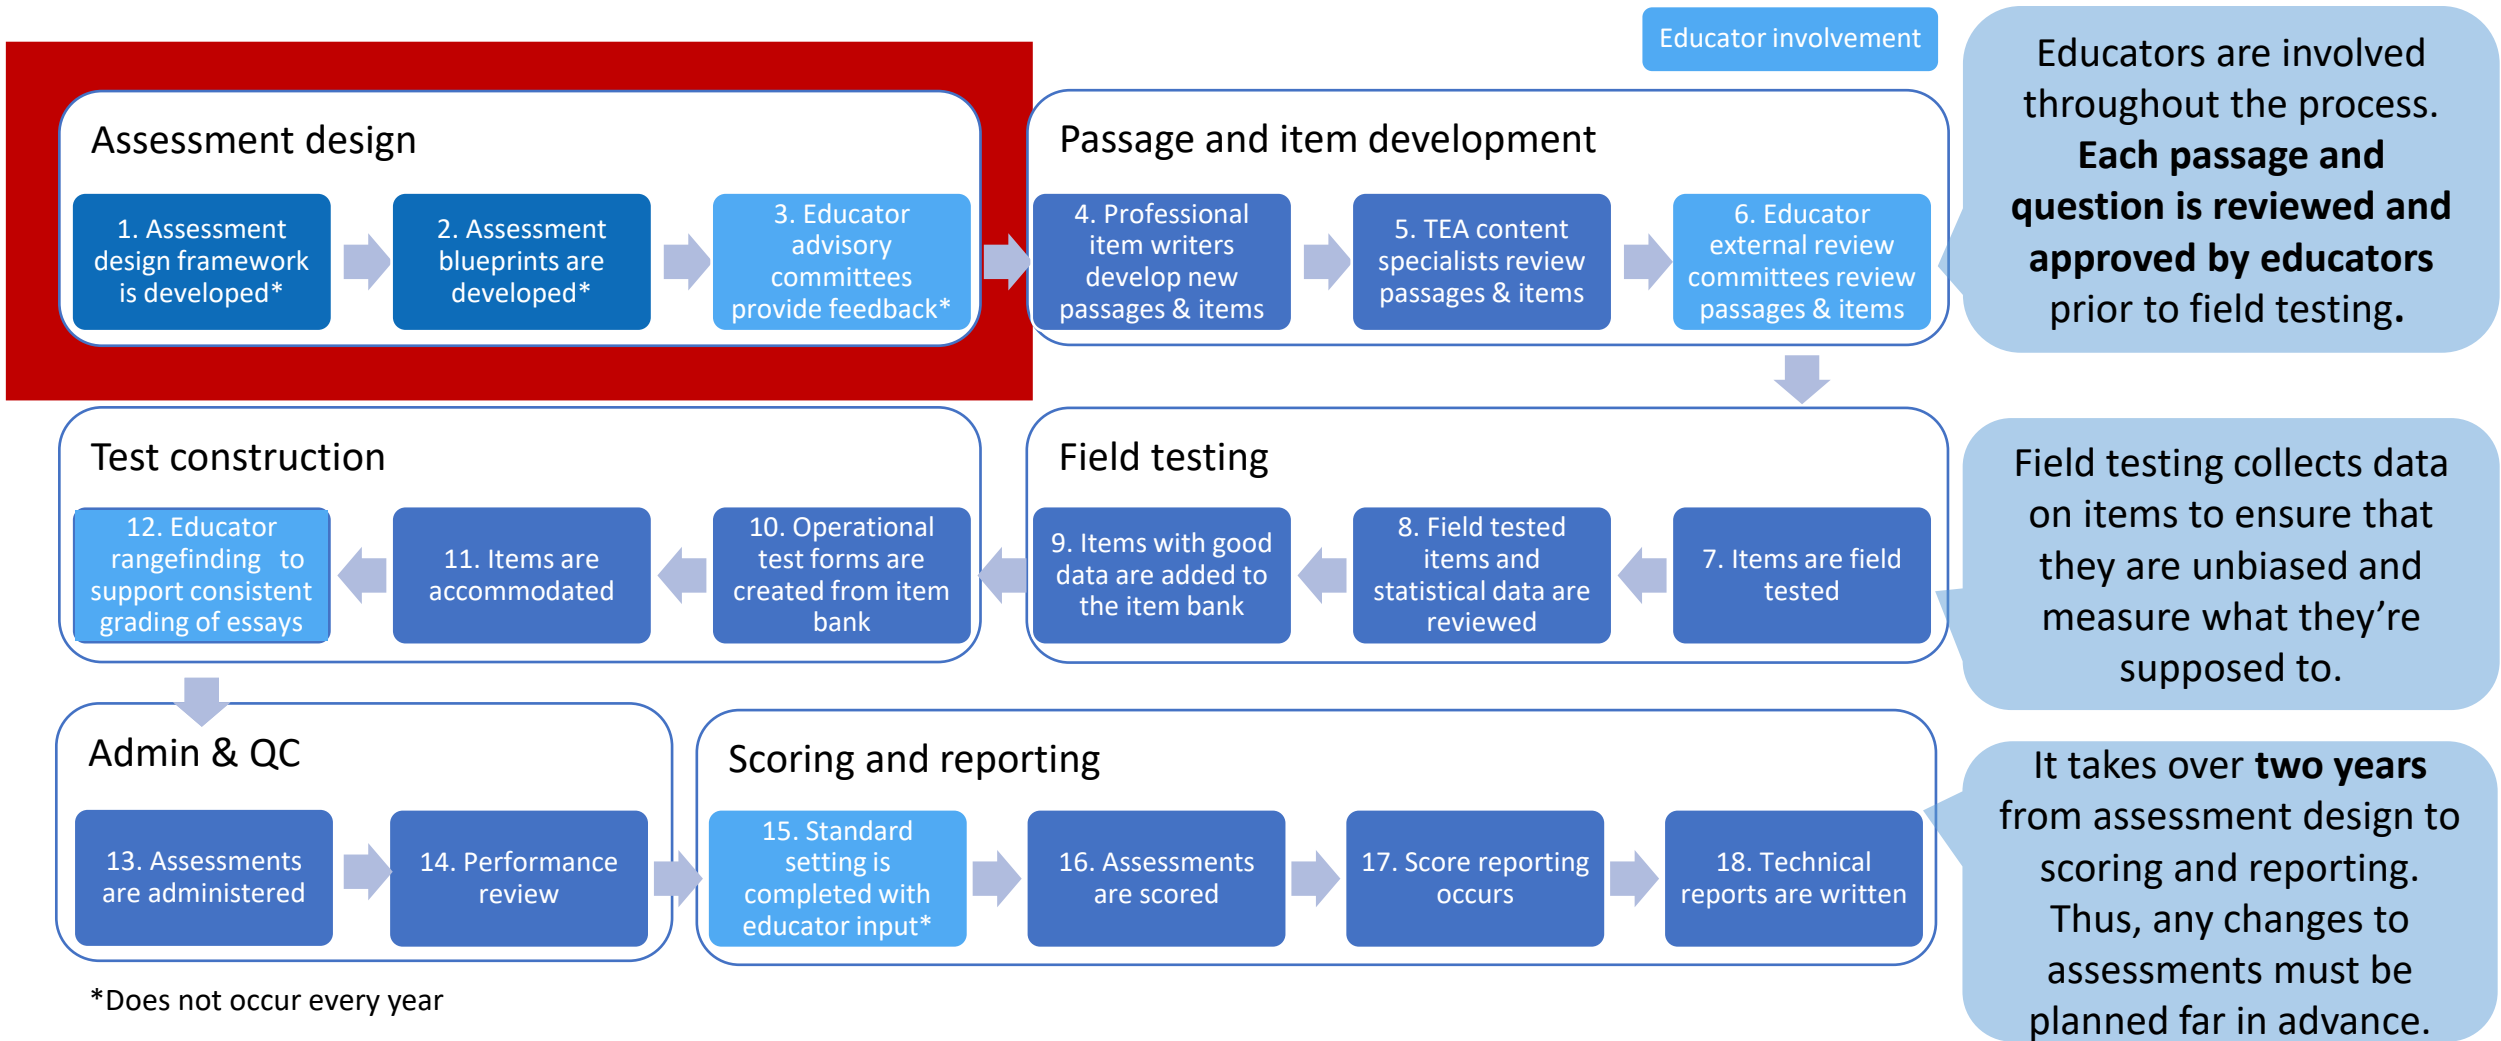 Educator involvement
Assessment design
1. Assessment
design framework
is developed*
2. Assessment
blueprints are
developed*
3. Educator
advisory
committees
provide feedback*
Passage and item development
4. Professional
item writers
develop new
passages & items
5. TEA content
specialists review
passages & items
6. Educator
external review
committees review
passages & items
Educators are involved
throughout the process.
Each passage and
question is reviewed and
approved by educators
prior to field testing.
Field testing
7. Items are field
tested
8. Field tested
items and
statistical data are
reviewed
9. Items with good
data are added to
the item bank
Field testing collects data
on items to ensure that
they are unbiased and
measure what they’re
supposed to.
Test construction
10. Operational
test forms are
created from item
bank
11. Items are
accommodated
12. Educator
rangefinding to
support consistent
grading of essays
Admin & QC
13. Assessments
are administered
14. Performance
review
Scoring and reporting
15. Standard
setting is
completed with
educator input*
16. Assessments
are scored
17. Score reporting
occurs
18. Technical
reports are written
It takes over two years
from assessment design to
scoring and reporting.
Thus, any changes to
assessments must be
planned far in advance.
*Does not occur every year